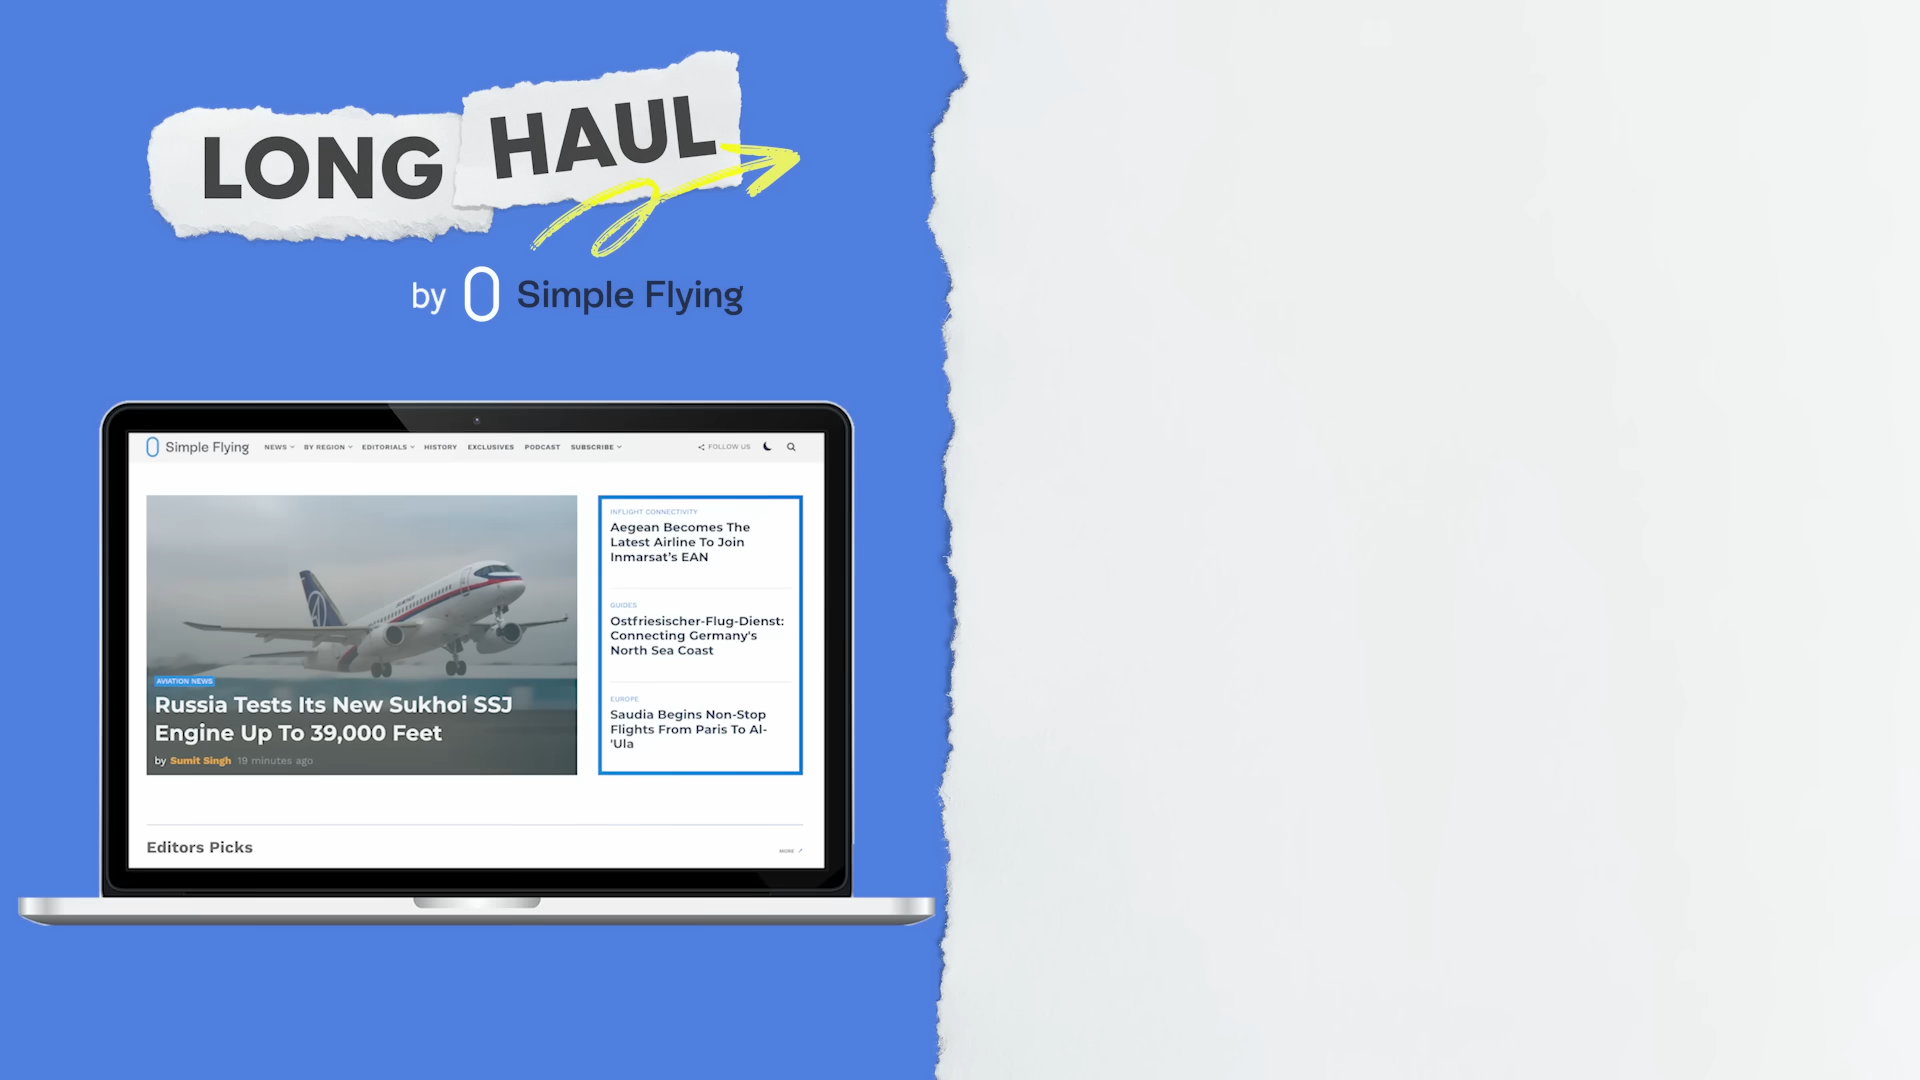 LONG HAUL
by Simple Flying
Simple Flying NEWS BY REGION EDITORIALS HISTORY EXCLUSIVES PODCAST SUBSCRIBE FOLLOW US
AVIATION NEWS
Russia Tests Its New Sukhoi SSJ
Engine Up To 39,000 Feet
by Sumit Singh 19 minutes ago
INFLIGHT CONNECTIVITY
Aegean Becomes The
Latest Airline To Join
Inmarsat's EAN
GUIDES
Ostfriesischer-Flug-Dienst:
Connecting Germany's
North Sea Coast
EUROPE
Saudia Begins Non-Stop
Flights From Paris To Al-
'Ula
Editors Picks
MORE